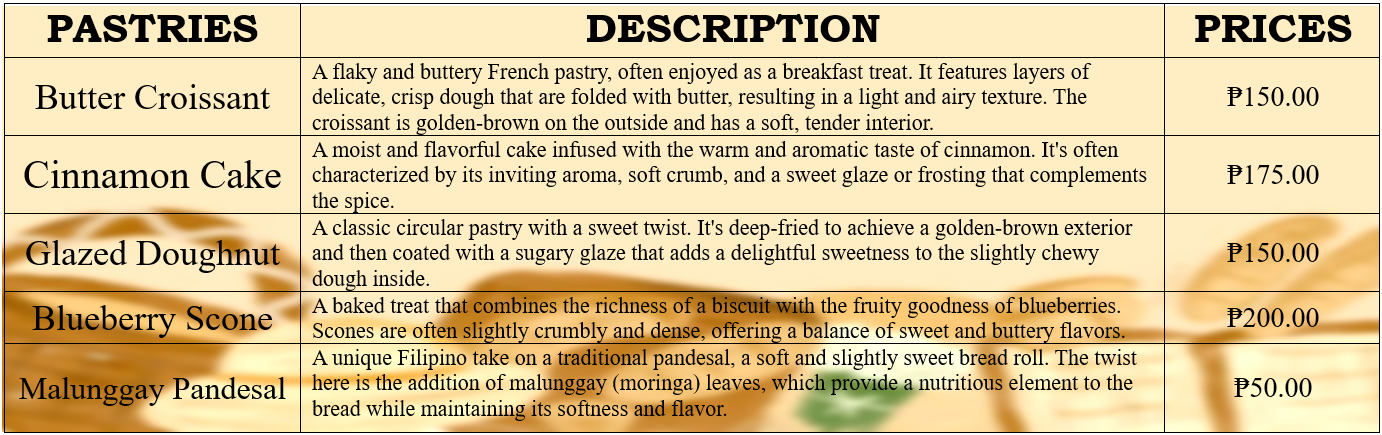 PASTRIES DESCRIPTION PRICES
Butter Croissant
A flaky and buttery French pastry, often enjoyed as a breakfast treat. It features layers of
delicate, crisp dough that are folded with butter, resulting in a light and airy texture. The
croissant is golden-brown on the outside and has a soft, tender interior.
₱150.00
Cinnamon Cake
A moist and flavorful cake infused with the warm and aromatic taste of cinnamon. It's often
characterized by its inviting aroma, soft crumb, and a sweet glaze or frosting that complements
the spice.
₱175.00
Glazed Doughnut
A classic circular pastry with a sweet twist. It's deep-fried to achieve a golden-brown exterior
and then coated with a sugary glaze that adds a delightful sweetness to the slightly chewy
dough inside.
₱150.00
Blueberry Scone
A baked treat that combines the richness of a biscuit with the fruity goodness of blueberries.
Scones are often slightly crumbly and dense, offering a balance of sweet and buttery flavors.
₱200.00
Malunggay Pandesal
A unique Filipino take on a traditional pandesal, a soft and slightly sweet bread roll. The twist
here is the addition of malunggay (moringa) leaves, which provide a nutritious element to the
bread while maintaining its softness and flavor.
₱50.00